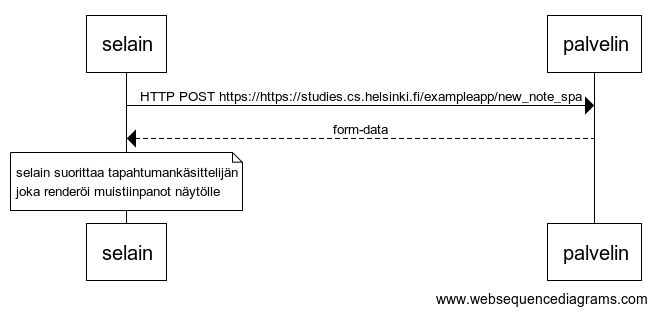 selain
palvelin
HTTP POST https://https://studies.cs.helsinki.fi/exampleapp/new_note_spa
form-data
selain suorittaa tapahtumankäsittelijän
joka renderöi muistiinpanot näytölle
selain
palvelin
www.websequencediagrams.com